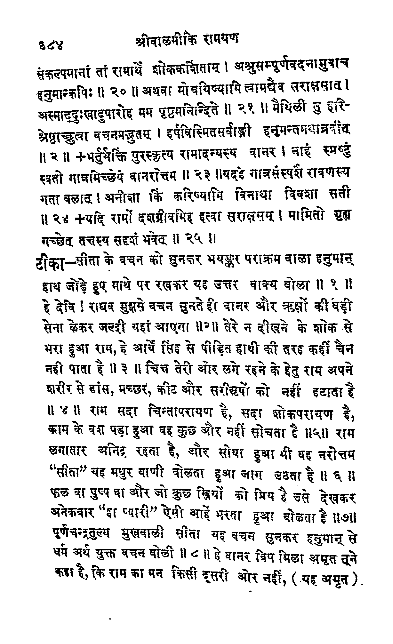 ६८४ श्रीवाल्मीकि रामायण
संकल्पमानां तां रामार्थे शोककर्शिताम् । अश्रुसम्पूर्णवदनामुवाच
हनुमान्कपिः ॥ २० ॥ अथवा मोचयिष्यामि त्वामद्यैव सराक्षसात् ।
अस्माद्दुःखादुपारोह मम पृष्ठमनिन्दिते ॥ २१ ॥ मैथिली तु हरि-
श्रेष्ठाच्छ्रुत्वा वचनमद्भुतम् । हर्षविस्मितसर्वाङ्गी हनुमन्तमथाब्रवीत्
॥ २२ ॥ भर्तुर्भक्तिं पुरस्कृत्य रामादन्यस्य वानर । नाहं स्प्रष्टुं
स्वतो गात्रमिच्छेयं वानरोत्तम ॥ २३ ॥ यदहं गात्रसंस्पर्शं रावणस्य
गता बलात् । अनीशा किं करिष्यामि विनाथा विवशा सती
॥ २४ ॥ यदि रामो दशग्रीवमिह हत्वा सराक्षसम् । मामितो गृह्य
गच्छेत तत्तस्य सदृशं भवेत् ॥ २५ ॥
टीका—सीता के वचन को सुनकर भयङ्कर पराक्रम वाला हनुमान्
हाथ जोड़े हुए माथे पर रखकर यह उत्तर वाक्य बोला ॥ १ ॥
हे देवि ! राघव मुझसे वचन सुनते ही वानर और ऋक्षों की बड़ी
सेना लेकर जल्दी यहां आएगा ॥२॥ तेरे न दीखने के शोक से
भरा हुआ राम, हे आर्ये सिंह से पीड़ित हाथी की तरह कहीं चैन
नहीं पाता है ॥ ३ ॥ चित्त तेरी ओर लगे रहने के हेतु राम अपने
शरीर से डांस, मच्छर, कीट और सरीसृपों को नहीं हटाता है
॥ ४ ॥ राम सदा चिन्तापरायण है, सदा शोकपरायण है,
काम के वश पड़ा हुआ वह कुछ और नहीं सोचता है ॥५॥ राम
लगातार अनिद्र रहता है, और सोया हुआ भी वह नरोत्तम
“सीता” यह मधुर वाणी बोलता हुआ जाग उठता है ॥ ६ ॥
फल वा पुष्प वा और जो कुछ स्त्रियों को प्रिय है उसे देखकर
अनेकवार “हा प्यारी” ऐसी आहें भरता हुआ बोलता है ॥७॥
पूर्णचन्द्रतुल्य मुखवाली सीता यह वचन सुनकर हनुमान् से
धर्म अर्थ युक्त वचन बोली ॥ ८ ॥ हे वानर विष मिला अमृत तूने
कहा है, कि राम का मन किसी दूसरी ओर नहीं, ( यह अमृत )